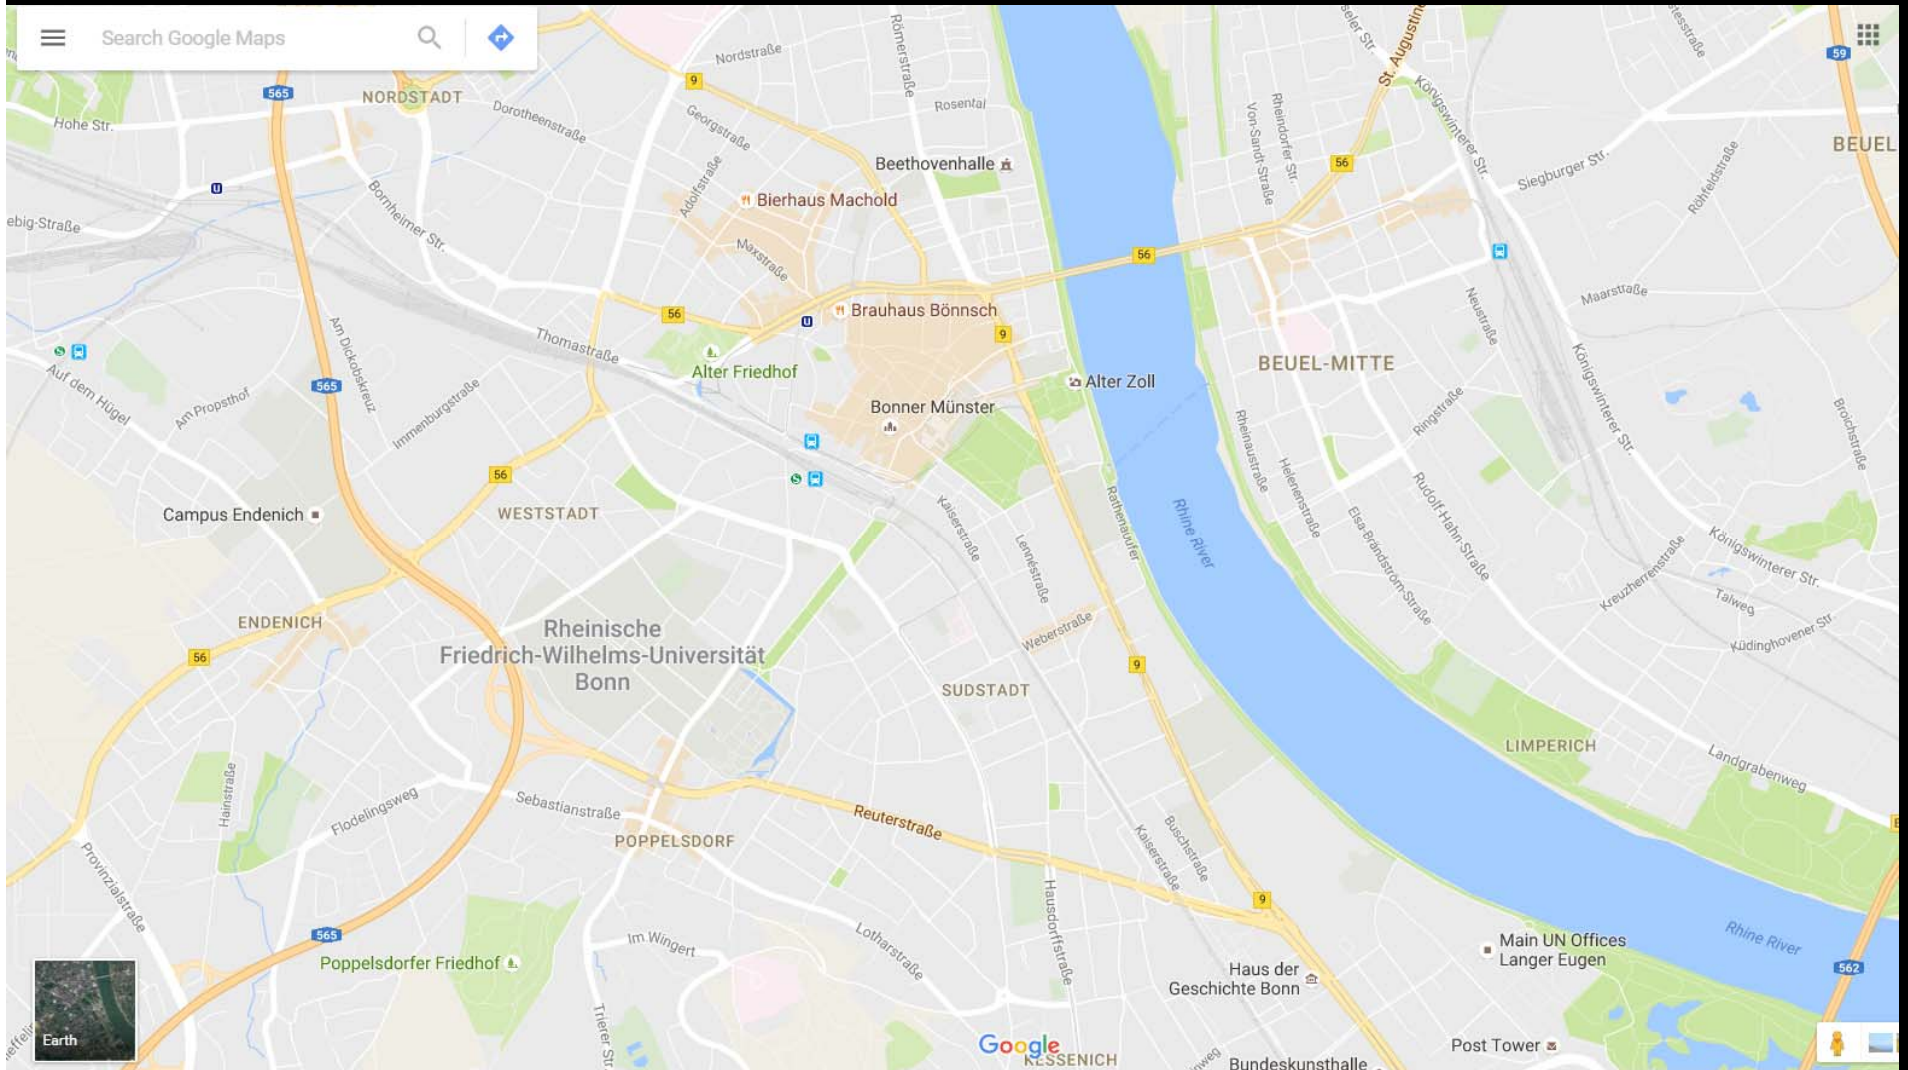 Search Google Maps
Nordstraße
Römerstraße
59
565
NORDSTADT
9
Rosental
Hohe Str.
Dorotheenstraße
Georgstraße
St. Augustin
Königswinterer Str.
Von-Sandt-Straße
Rheindorfer Str.
BEUEL
Beethovenhalle
56
Siegburger Str.
Röhfeldstraße
U
Adolfstraße
Bierhaus Machold
Bornheimer Str.
ebig-Straße
Maxstraße
56
Maarstraße
Neustraße
56
U
Brauhaus Bönnsch
9
Thomastraße
Am Dickobskreuz
S
Alter Friedhof
BEUEL-MITTE
Königswinterer Str.
Auf dem Hügel
565
Alter Zoll
Am Propsthof
Immenburgstraße
Bonner Münster
Ringstraße
Broichstraße
Rheinaustraße
56
S
Helenenstraße
Rudolf-Hahn-Straße
Campus Endenich
WESTSTADT
Kaiserstraße
Rathenauufer
Rhine River
Elsa-Brändström-Straße
Lennéstraße
Königswinterer Str.
Kreuzherrenstraße
Talweg
ENDENICH
Rheinische
Friedrich-Wilhelms-Universität
Bonn
Weberstraße
Küdinghovener Str.
56
9
SUDSTADT
LIMPERICH
Landgrabenweg
Hainstraße
Flodelingsweg
Sebastianstraße
Reuterstraße
POPPELSDORF
Kaiserstraße
Buschstraße
Provinzialstraße
Hausdorffstraße
9
565
Im Wingert
Lotharstraße
Rhine River
Main UN Offices
Langer Eugen
Poppelsdorfer Friedhof
Haus der
Geschichte Bonn
562
Trierer Str.
Earth
Google
KESSENICH
Post Tower
Bundeskunsthalle